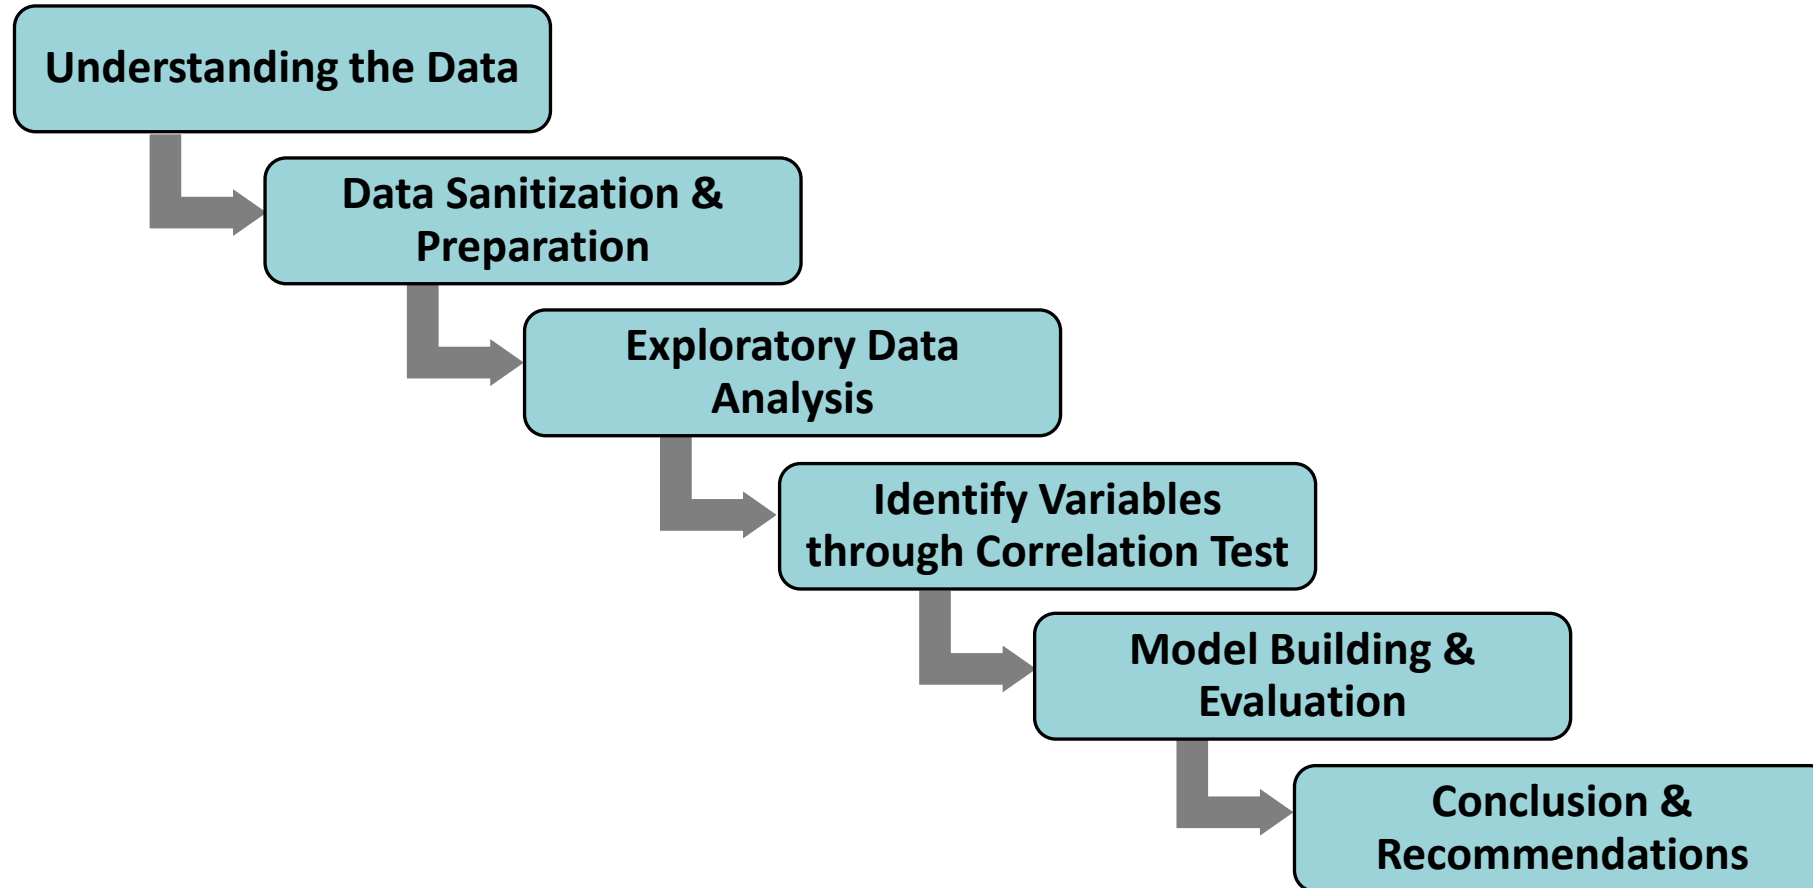 Understanding the Data
Data Sanitization &
Preparation
Exploratory Data
Analysis
Identify Variables
through Correlation Test
Model Building &
Evaluation
Conclusion &
Recommendations